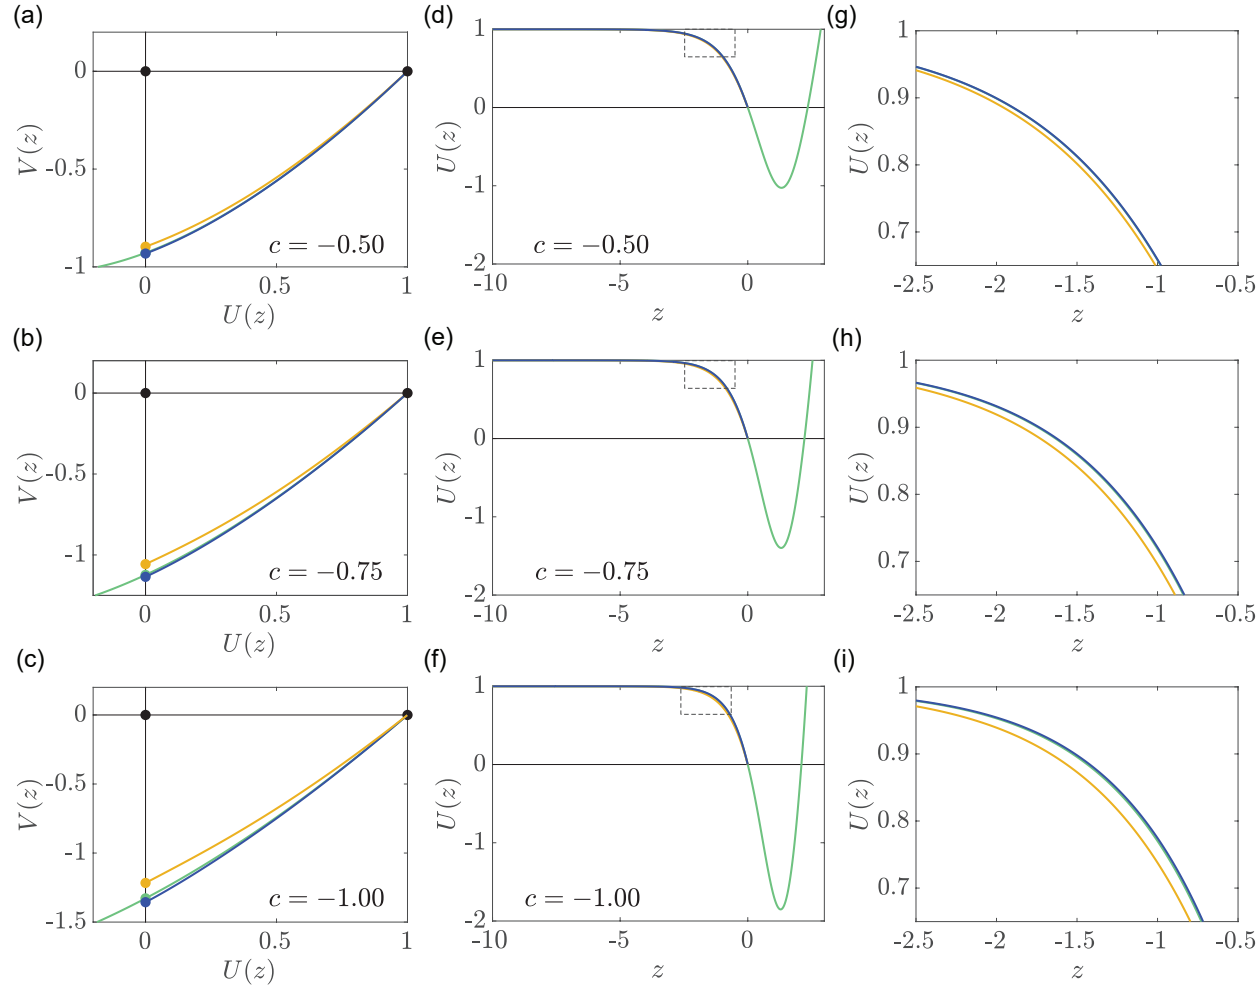 (a)
0
-0.5
-1
V(z)
c = −0.50
0
0.5
1
U(z)
(d)
1
0
1
-2
U(z)
c = −0.50
-10
-5
0
z
(g)
1
0.9
0.8
0.7
U(z)
-2.5
-2
-1.5
-1
-0.5
z
(b)
0
-0.5
-1
V(z)
c = −0.75
0
0.5
1
U(z)
(e)
1
0
1
-2
U(z)
c = −0.75
-10
-5
0
z
(h)
1
0.9
0.8
0.7
U(z)
-2.5
-2
-1.5
-1
-0.5
z
(c)
0
-0.5
-1
-1.5
V(z)
c = −1.00
0
0.5
1
U(z)
(f)
1
0
1
-2
U(z)
c = −1.00
-10
-5
0
z
(i)
1
0.9
0.8
0.7
U(z)
-2.5
-2
-1.5
-1
-0.5
z